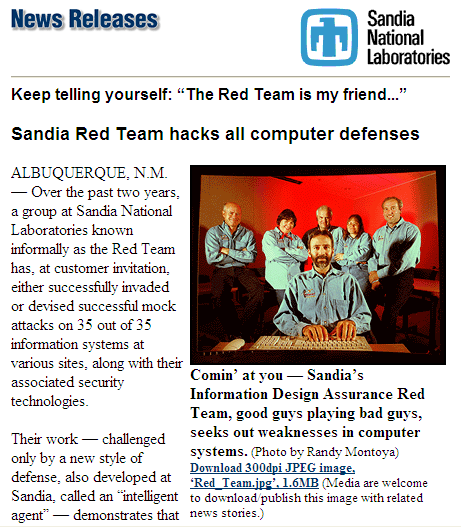 News Releases
Sandia
National
Laboratories
Keep telling yourself: “The Red Team is my friend...”
Sandia Red Team hacks all computer defenses
ALBUQUERQUE, N.M.
— Over the past two years,
a group at Sandia National
Laboratories known
informally as the Red Team
has, at customer invitation,
either successfully invaded
or devised successful mock
attacks on 35 out of 35
information systems at
various sites, along with their
associated security
technologies.
Their work — challenged
only by a new style of
defense, also developed at
Sandia, called an “intelligent
agent” — demonstrates that
Comin’ at you — Sandia’s
Information Design Assurance Red
Team, good guys playing bad guys,
seeks out weaknesses in computer
systems. (Photo by Randy Montoya)
Download 300dpi JPEG image,
‘Red_Team.jpg’, 1.6MB (Media are welcome
to download/publish this image with related
news stories.)